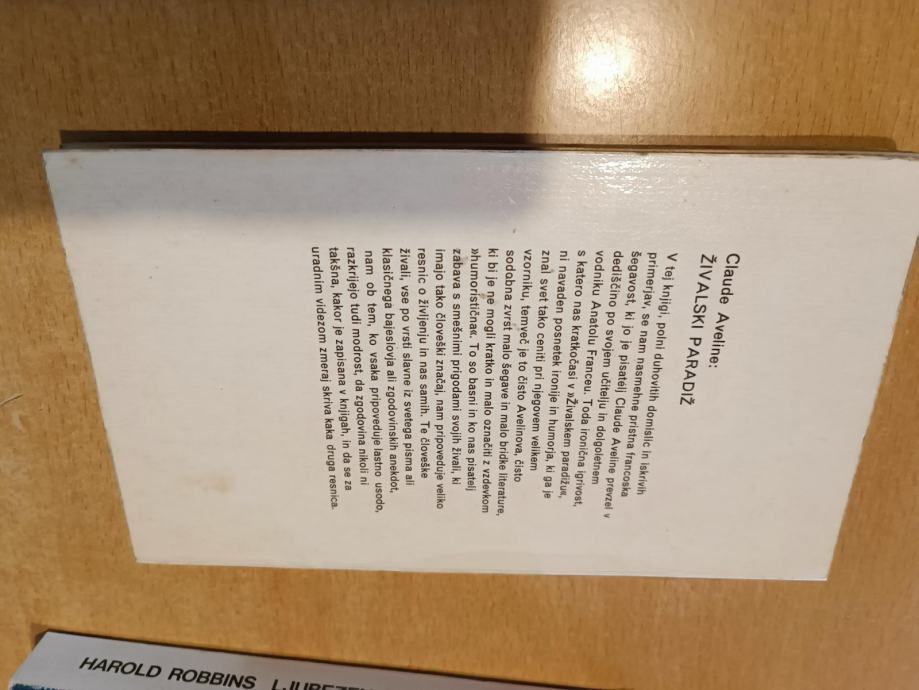 Claude Aveline:
ŽIVALSKI PARADIŽ
V tej knjigi, polni duhovitih domislic in iskrivih
primerjav, se nam nasmehne pristna francoska
šegavost, ki jo je pisatelj Claude Aveline prevzel v
dediščino po svojem učitelju in dolgoletnem
vodniku Anatolu Franceu. Toda ironična igrivost,
s katero nas kratkočasi v »Živalskem paradižu«,
ni navaden posnetek ironije in humorja, ki ga je
znal svet tako ceniti pri njegovem velikem
vzorniku, temveč je to čisto Avelinova, čisto
sodobna zvrst malo šegave in malo bridke literature,
ki bi je ne mogli kratko in malo označiti z vzdevkom
»humoristična«. To so basni in ko nas pisatelj
zabava s smešnimi prigodami svojih živali, ki
imajo tako človeški značaj, nam pripoveduje veliko
resnic o življenju in nas samih. Te človeške
živali, vse po vrsti slavne iz svetega pisma ali
klasičnega bajeslovja ali zgodovinskih anekdot,
nam ob tem, ko vsaka pripoveduje lastno usodo,
razkrijejo tudi modrost, da zgodovina nikoli ni
takšna, kakor je zapisana v knjigah, in da se za
uradnim videzom zmeraj skriva kaka druga resnica.
HAROLD ROBBINS